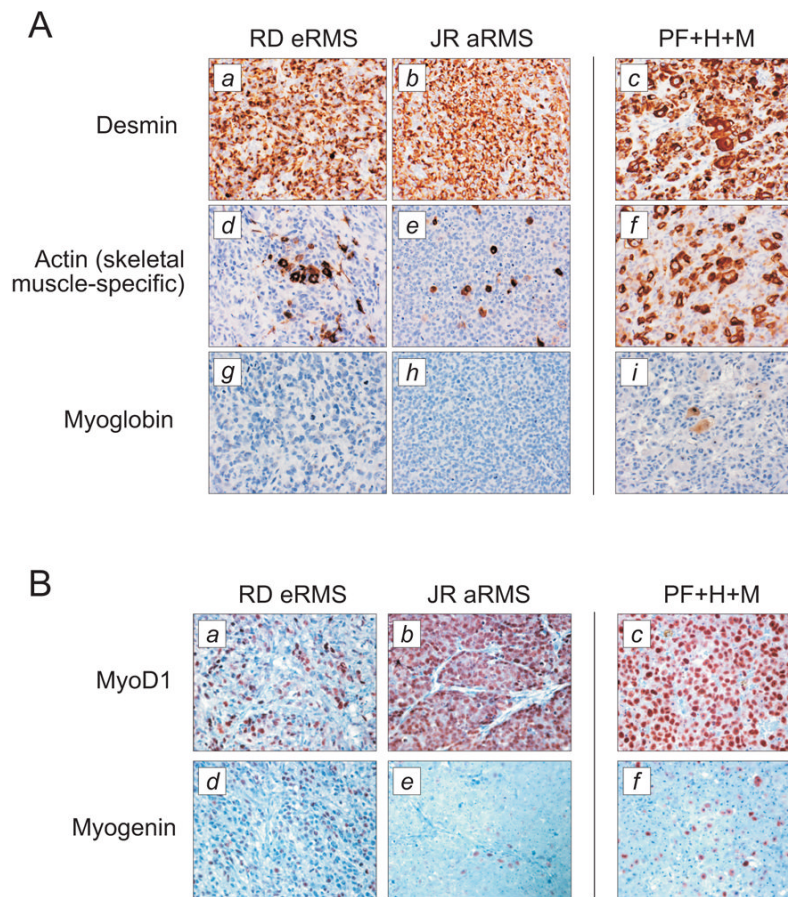 A
RD eRMS JR aRMS PF+H+M
Desmin a b c
Actin (skeletal
muscle-specific) d e f
Myoglobin g h i
B
RD eRMS JR aRMS PF+H+M
MyoD1 a b c
Myogenin d e f